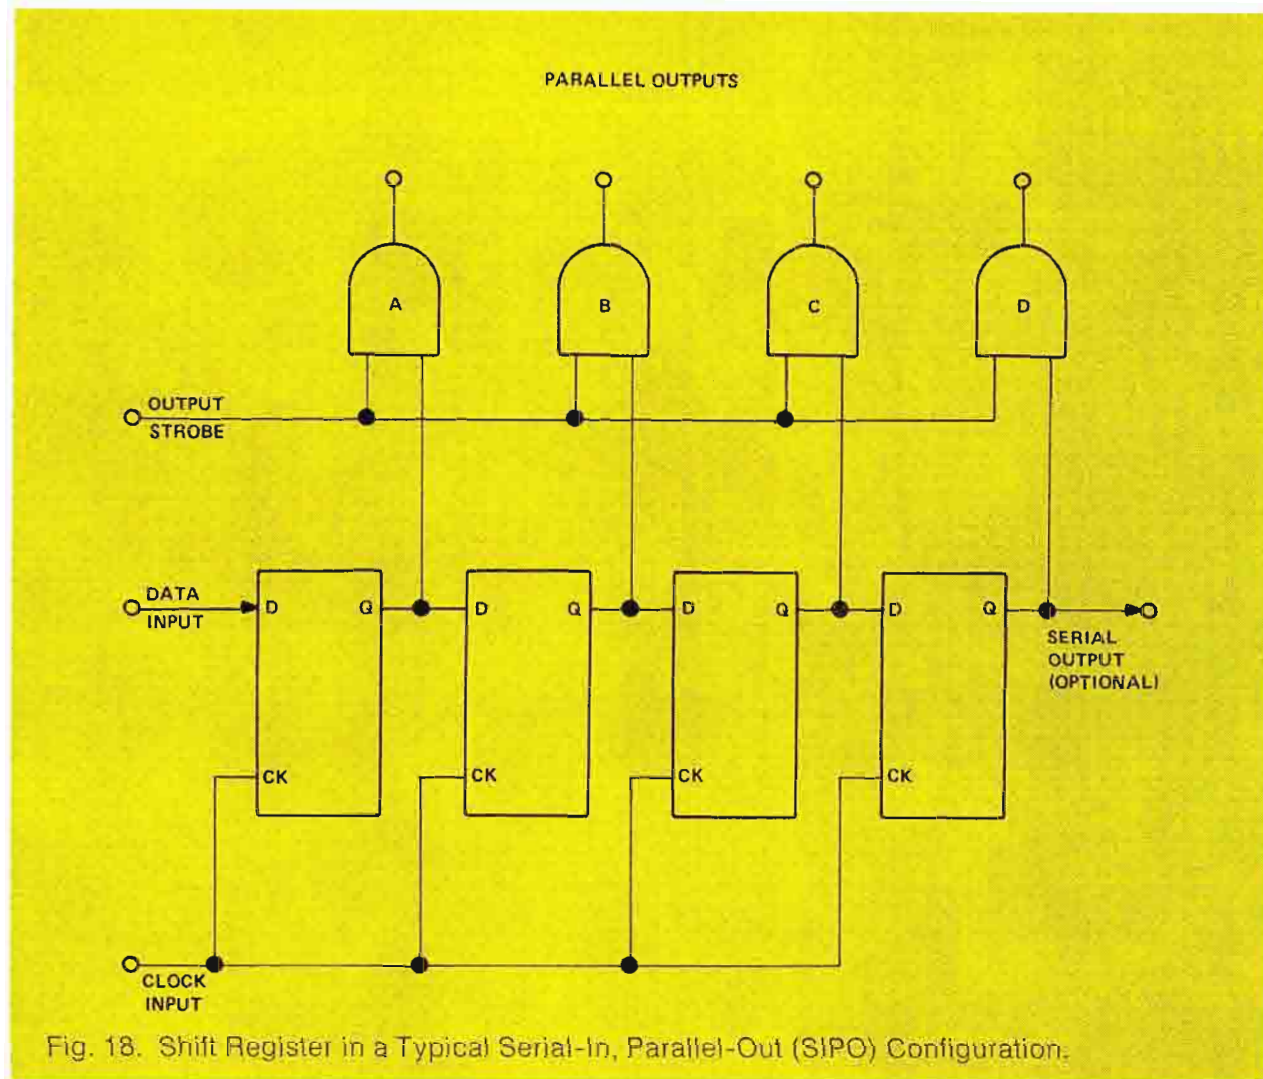 PARALLEL OUTPUTS
A
B
C
D
OUTPUT
STROBE
DATA
INPUT
D
Q
D
Q
D
Q
D
Q
SERIAL
OUTPUT
(OPTIONAL)
CK
CK
CK
CK
CLOCK
INPUT
Fig. 18. Shift Register in a Typical Serial-In, Parallel-Out (SIPO) Configuration.